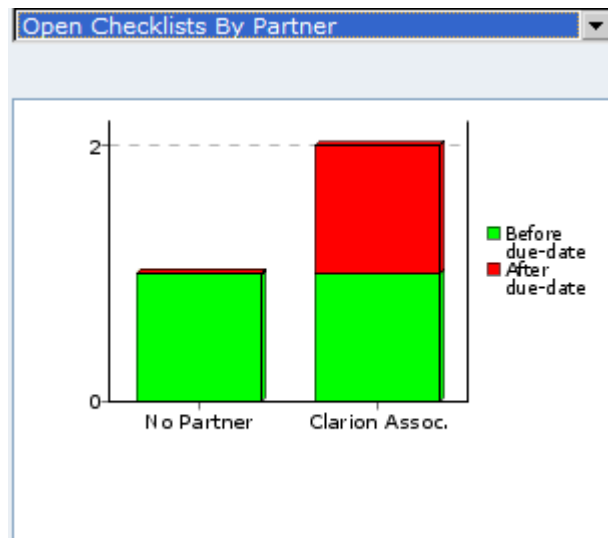 Open Checklists By Partner
2
0
No Partner
Clarion Assoc.
Before
due-date
After
due-date